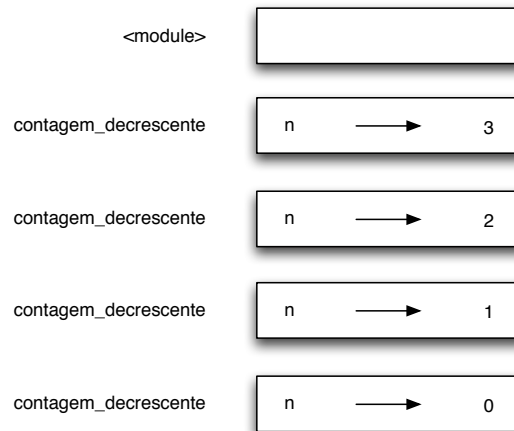 <module>
contagem_decrescente n 3
contagem_decrescente n 2
contagem_decrescente n 1
contagem_decrescente n 0